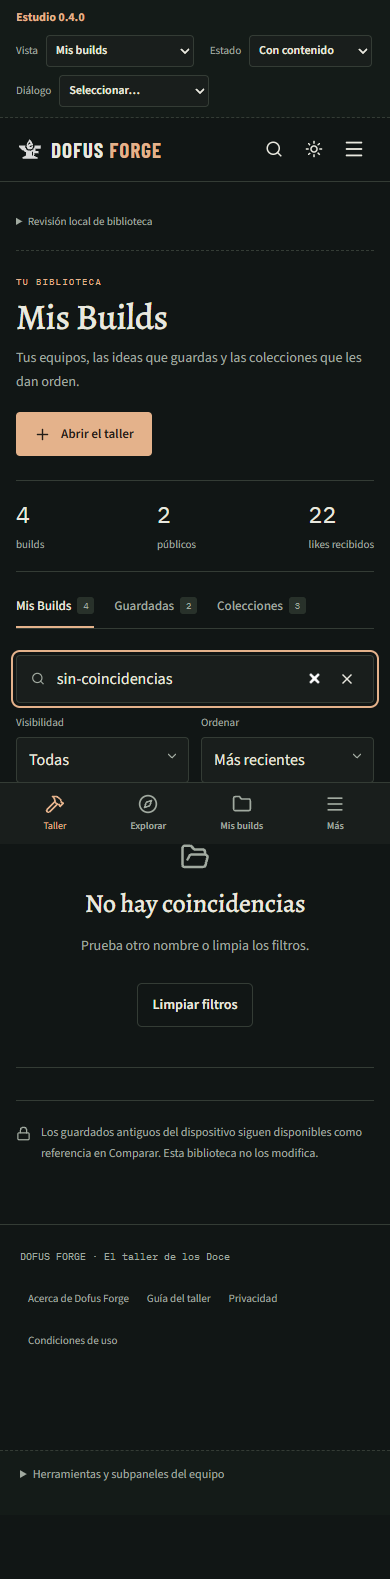 Estudio 0.4.0
Vista Mis builds Estado Con contenido
Diálogo Seleccionar...
DOFUS FORGE
Revisión local de biblioteca
TU BIBLIOTECA
Mis Builds
Tus equipos, las ideas que guardas y las colecciones que les
dan orden.
Abrir el taller
4 2 22
builds públicos likes recibidos
Mis Builds 4 Guardadas 2 Colecciones 3
sin-coincidencias
Visibilidad Ordenar
Todas Más recientes
Taller Explorar Mis builds Más
No hay coincidencias
Prueba otro nombre o limpia los filtros.
Limpiar filtros
Los guardados antiguos del dispositivo siguen disponibles como
referencia en Comparar. Esta biblioteca no los modifica.
DOFUS FORGE · El taller de los Doce
Acerca de Dofus Forge Guía del taller Privacidad
Condiciones de uso
Herramientas y subpaneles del equipo